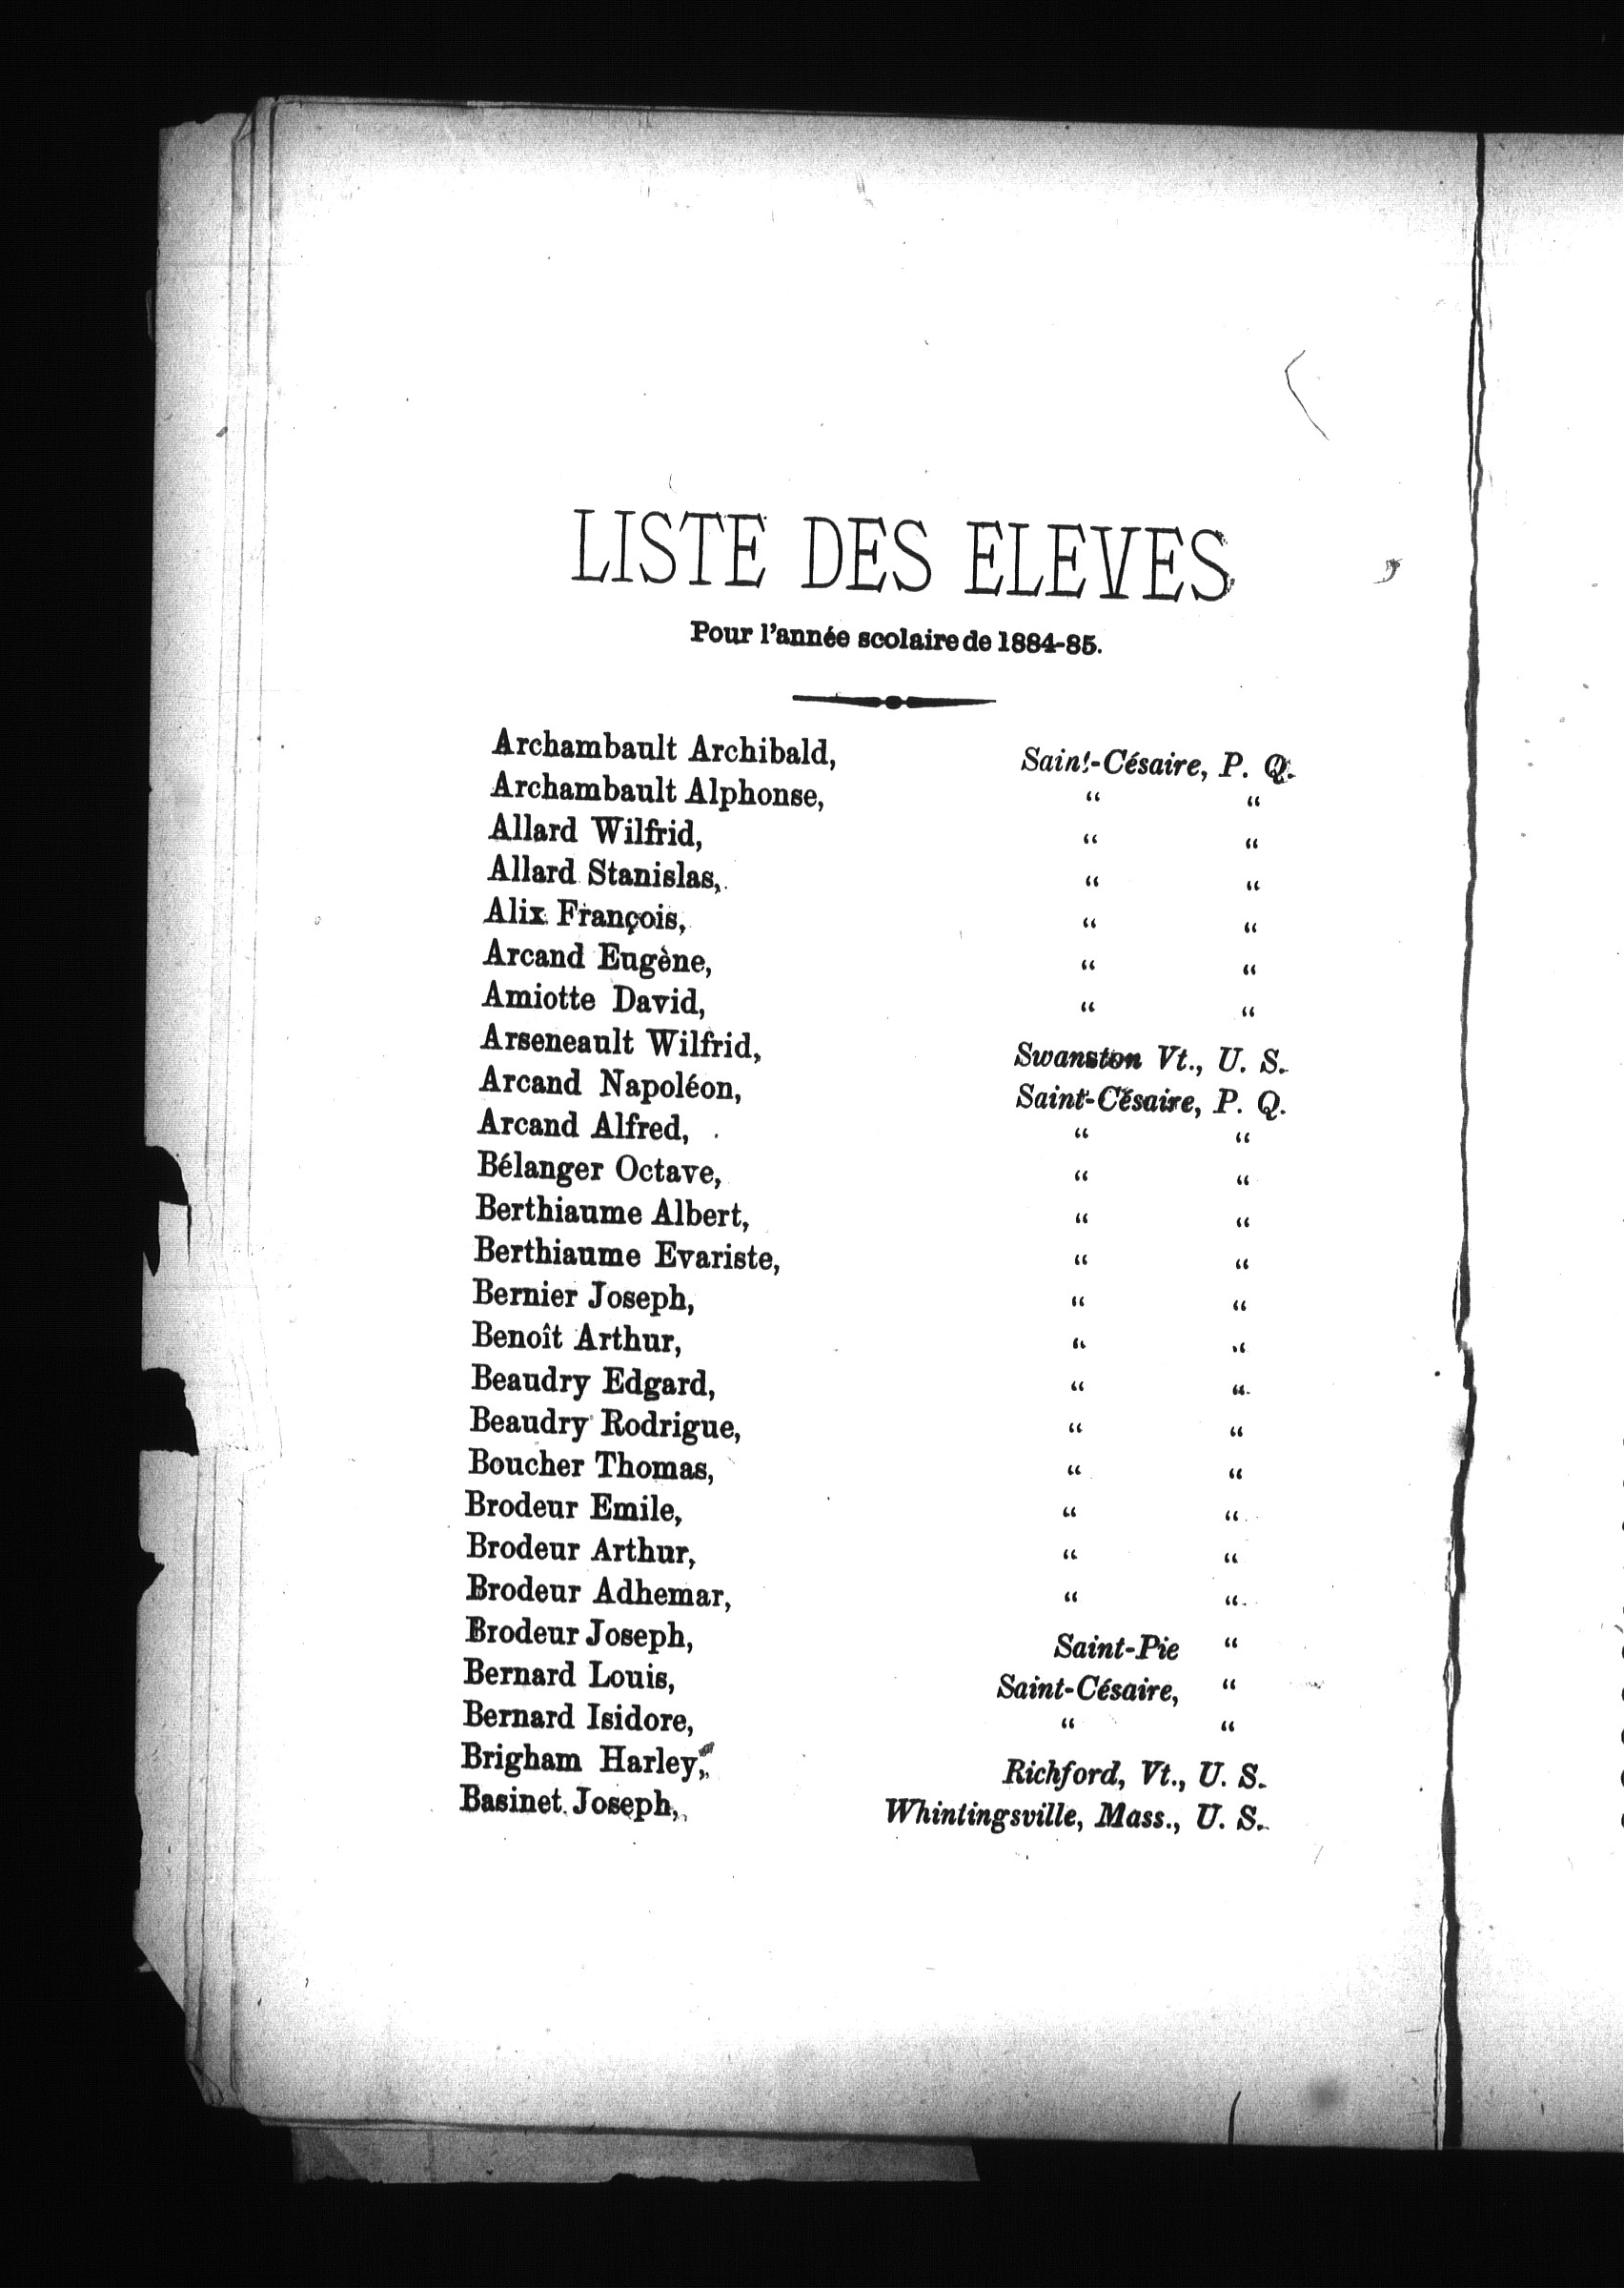 LISTE DES ELEVES
Pour l'année scolaire de 1884-85.
Archambault Archibald, Saint-Césaire, P. Q.
Archambault Alphonse, “ “
Allard Wilfrid, “ “
Allard Stanislas, “ “
Alix François, “ “
Arcand Eugène, “ “
Amiotte David, “ “
Arseneault Wilfrid, Swanston Vt., U. S.
Arcand Napoléon, Saint-Césaire, P. Q.
Arcand Alfred, “ “
Bélanger Octave, “ “
Berthiaume Albert, “ “
Berthiaume Evariste, “ “
Bernier Joseph, “ “
Benoît Arthur, “ “
Beaudry Edgard, “ “
Beaudry Rodrigue, “ “
Boucher Thomas, “ “
Brodeur Emile, “ “
Brodeur Arthur, “ “
Brodeur Adhemar, “ “
Brodeur Joseph, Saint-Pie “
Bernard Louis, Saint-Césaire, “
Bernard Isidore, “ “
Brigham Harley, Richford, Vt., U. S.
Basinet Joseph, Whintingsville, Mass., U. S.